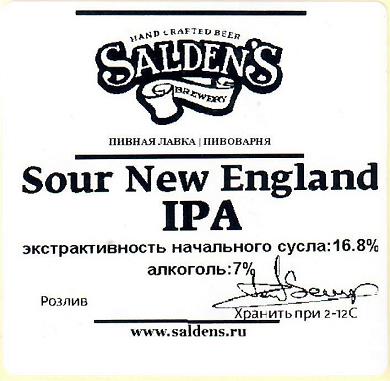 HAND CRAFTED BEER
SALDEN'S
BREWERY
ПИВНАЯ ЛАВКА | ПИВОВАРНЯ
Sour New England
IPA
экстрактивность начального сусла:16.8%
алкоголь:7%
Розлив
Хранить при 2-12С
www.saldens.ru